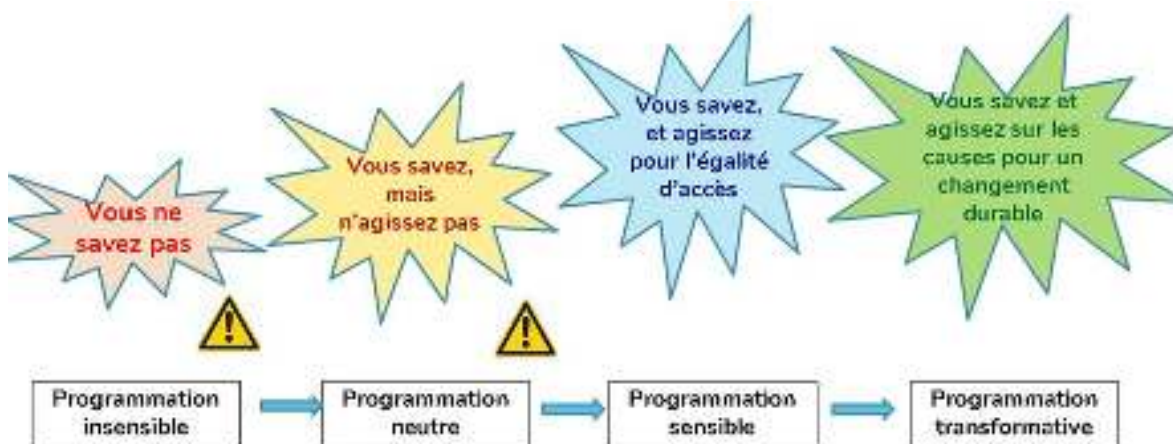 Vous ne
savez pas
Vous savez,
mais
n'agissez pas
Vous savez,
et agissez
pour l'égalité
d'accès
Vous savez et
agissez sur les
causes pour un
changement
durable
Programmation
insensible
Programmation
neutre
Programmation
sensible
Programmation
transformative